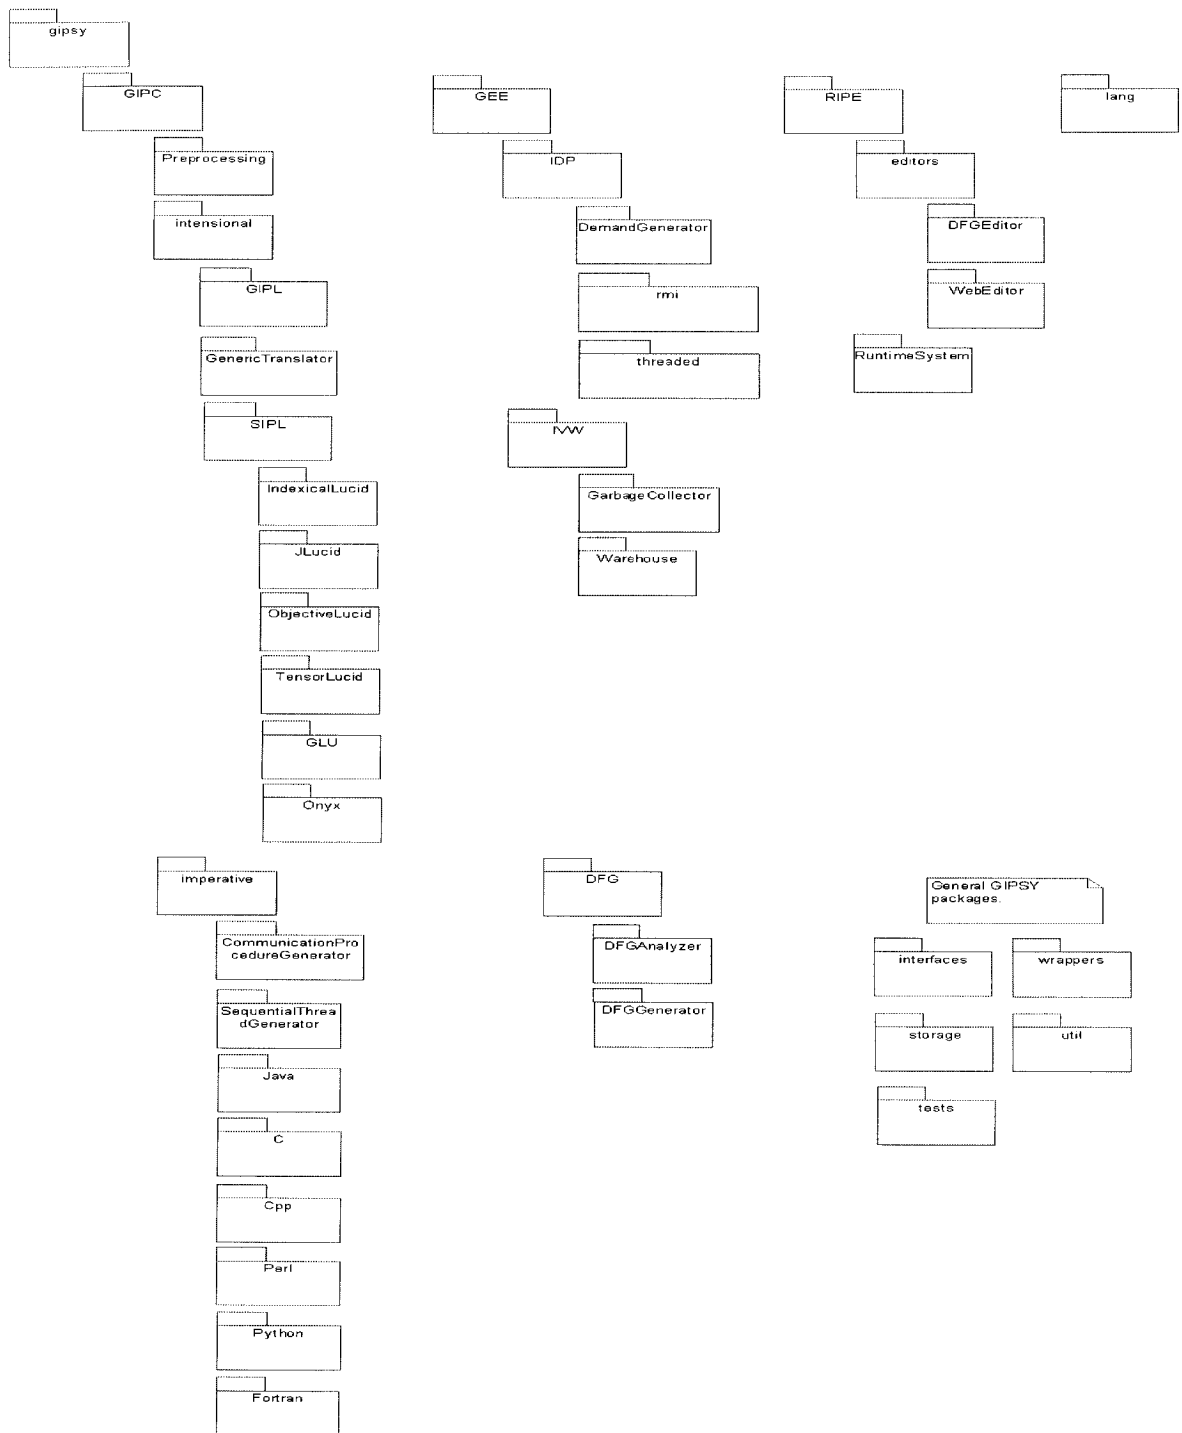 gipsy
GIPC
Preprocessing
intensional
GIPL
GenericTranslator
SIPL
IndexicalLucid
JLucid
ObjectiveLucid
TensorLucid
GLU
Onyx
imperative
CommunicationPro
cedureGenerator
SequentialThrea
dGenerator
Java
C
Cpp
Perl
Python
Fortran
GEE
IDP
DemandGenerator
rmi
threaded
IVW
GarbageCollector
Warehouse
DFG
DFGAnalyzer
DFGGenerator
RIPE
editors
DFGEditor
WebEditor
RuntimeSystem
lang
General GIPSY
packages.
interfaces
wrappers
storage
util
tests